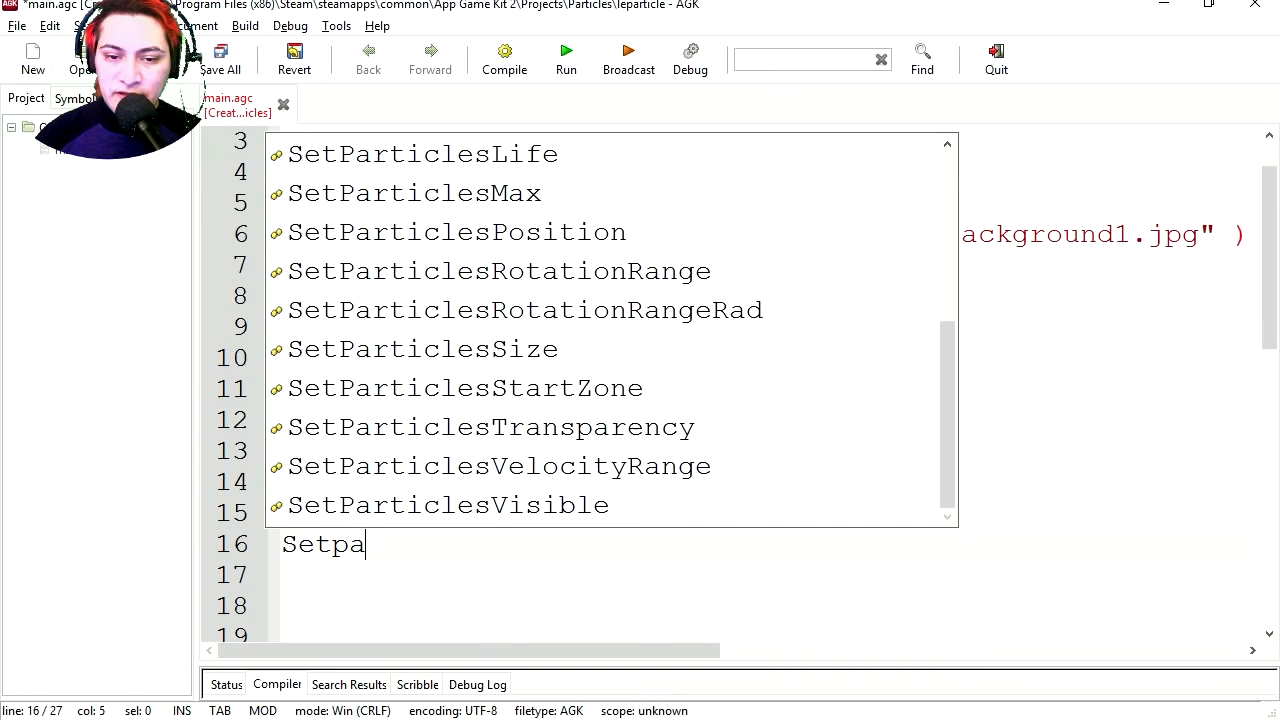 *main.agc [Cre Program Files (x86)\Steam\steamapps\common\App Game Kit 2\Projects\Particles\leparticle - AGK
File Edit ument Build Debug Tools Help
New Open Save All Revert Back Forward Compile Run Broadcast Debug Find Quit
Project Symbols
main.agc
[Creat...icles]
3
SetParticlesLife
4
SetParticlesMax
5
SetParticlesPosition
6 ackground1.jpg" )
7
SetParticlesRotationRange
8
SetParticlesRotationRangeRad
9
SetParticlesSize
10
11 SetParticlesStartZone
12 SetParticlesTransparency
13
SetParticlesVelocityRange
14
15 SetParticlesVisible
16 Setpa
17
18
19
Status Compiler Search Results Scribble Debug Log
line: 16 / 27 col: 5 sel: 0 INS TAB MOD mode: Win (CRLF) encoding: UTF-8 filetype: AGK scope: unknown